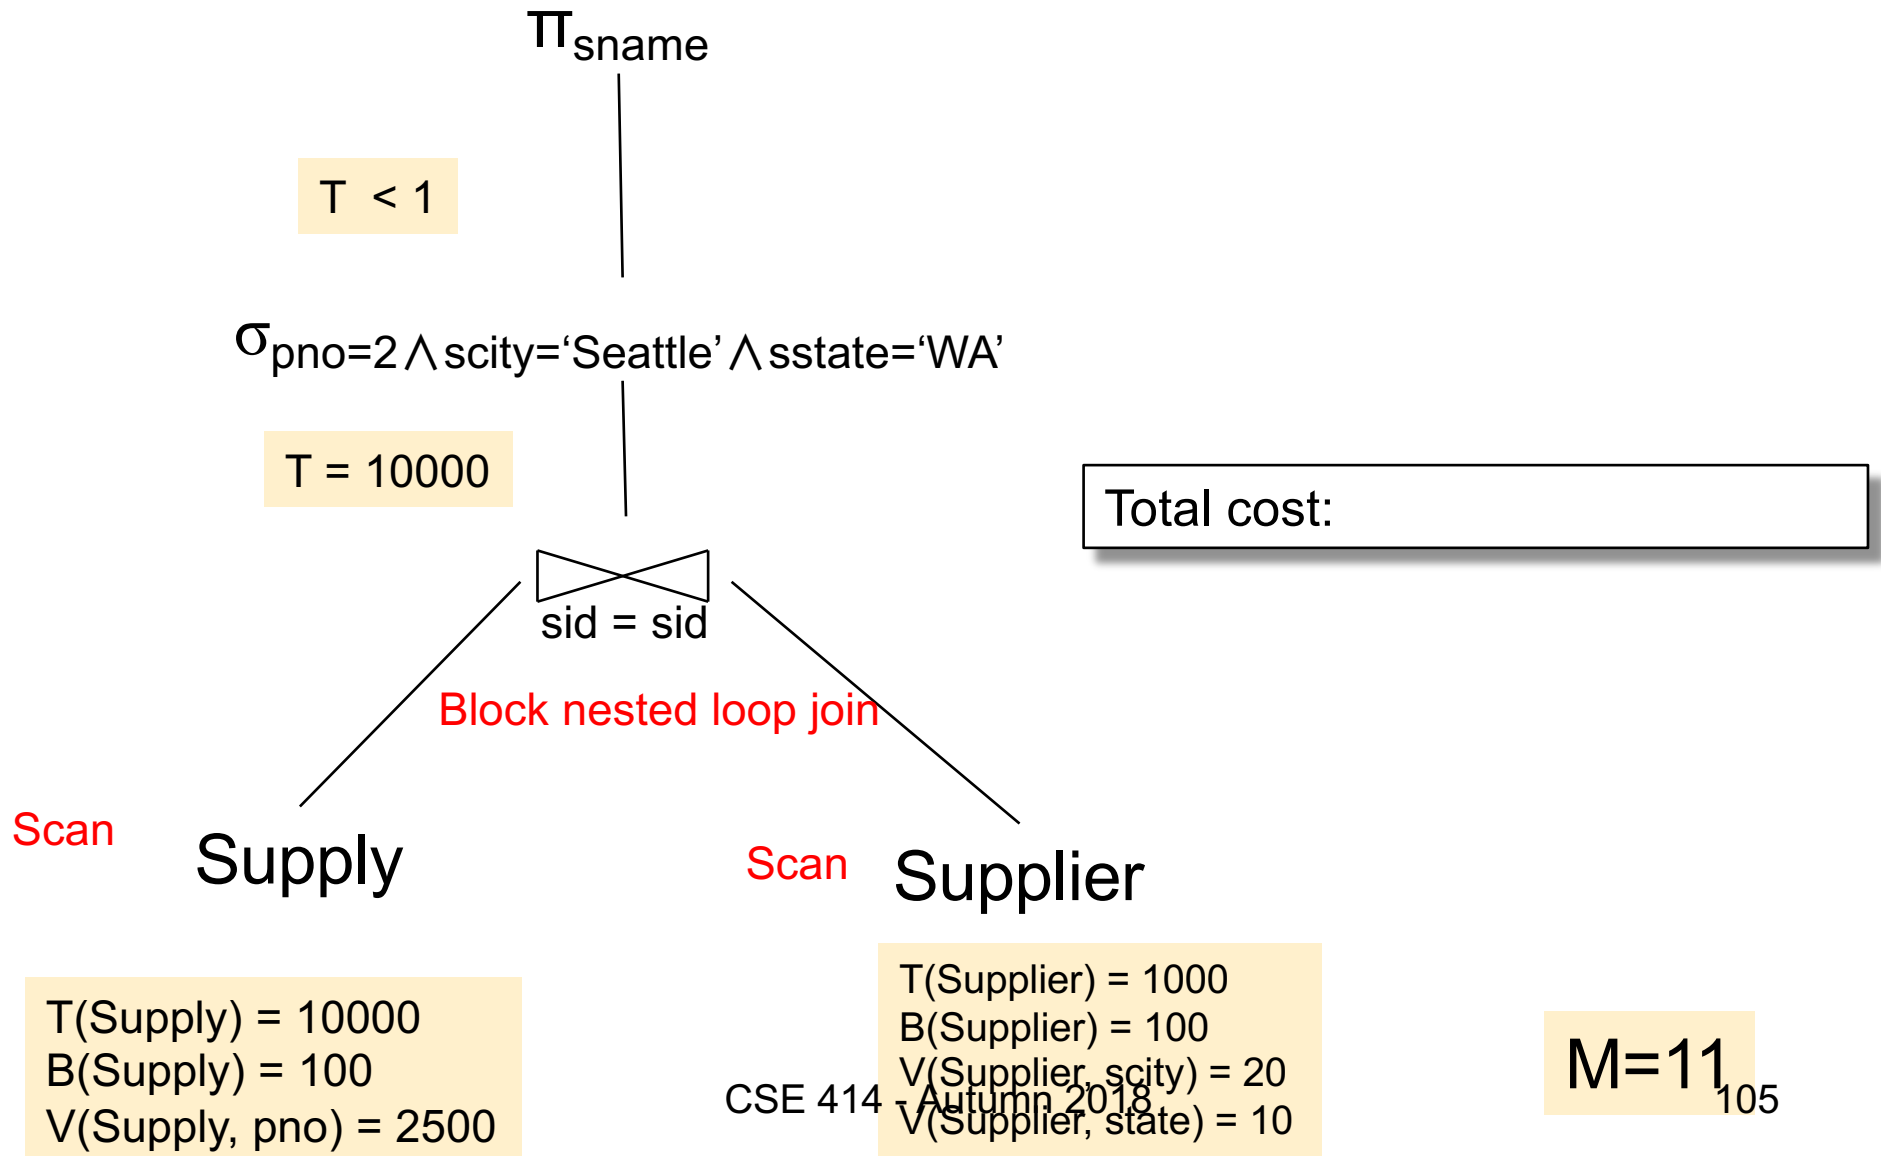 π sname
T < 1
σ pno=2 ∧ scity=‘Seattle’ ∧ sstate=‘WA’
T = 10000
Total cost:
sid = sid
Block nested loop join
Scan
Supply
Scan
Supplier
T(Supply) = 10000
B(Supply) = 100
V(Supply, pno) = 2500
T(Supplier) = 1000
B(Supplier) = 100
V(Supplier, scity) = 20
V(Supplier, state) = 10
M=11
CSE 414 - Autumn 2018
105